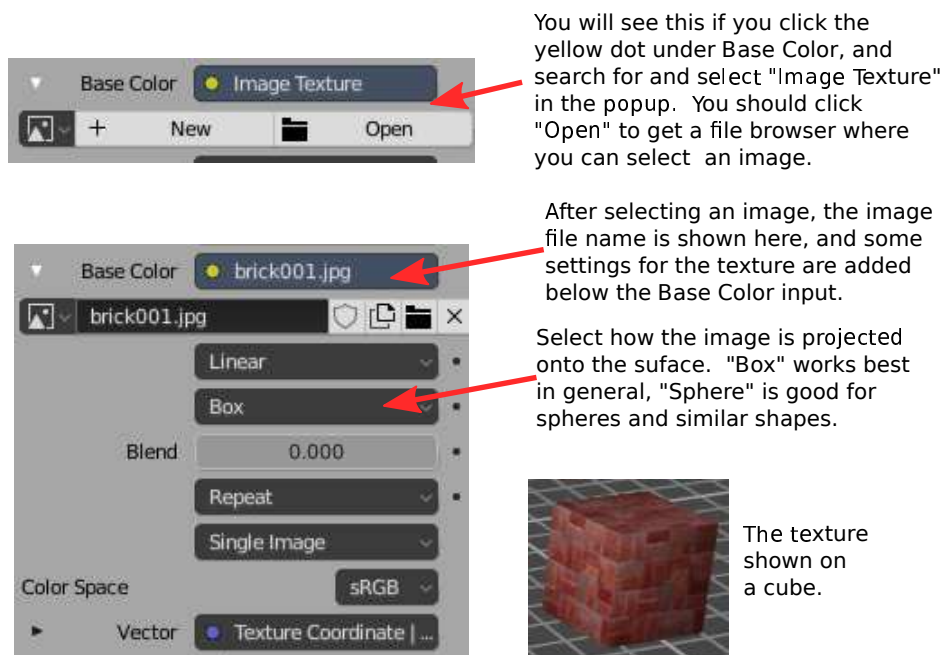 You will see this if you click the
yellow dot under Base Color, and
search for and select "Image Texture"
in the popup.  You should click
"Open" to get a file browser where
you can select  an image.
Base Color Image Texture
+ New Open
After selecting an image, the image
file name is shown here, and some
settings for the texture are added
below the Base Color input.
Base Color brick001.jpg
brick001.jpg
Linear
Box
Blend 0.000
Repeat
Single Image
Color Space sRGB
Vector Texture Coordinate | ...
Select how the image is projected
onto the suface.  "Box" works best
in general, "Sphere" is good for
spheres and similar shapes.
The texture
shown on
a cube.